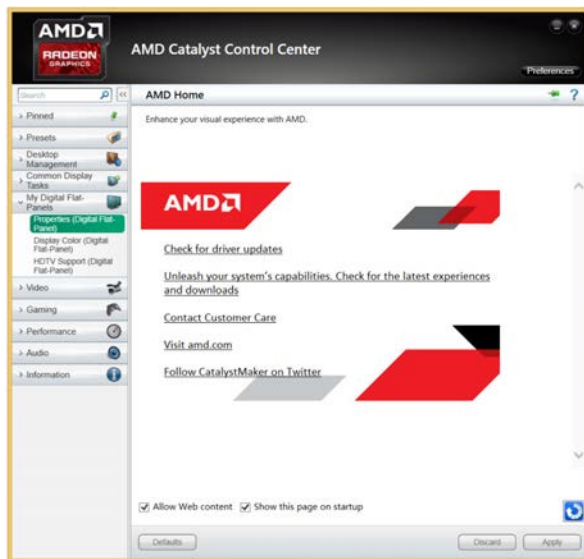 AMD
RADEON
GRAPHICS
AMD Catalyst Control Center
Preferences
Search
AMD Home
Pinned
Presets
Desktop
Management
Common Display
Tasks
My Digital Flat-
Panels
Properties (Digital Flat-
Panel)
Display Color (Digital
Flat-Panel)
HDTV Support (Digital
Flat-Panel)
Video
Gaming
Performance
Audio
Information
Enhance your visual experience with AMD.
AMD
Check for driver updates
Unleash your system's capabilities. Check for the latest experiences
and downloads
Contact Customer Care
Visit amd.com
Follow CatalystMaker on Twitter
Allow Web content Show this page on startup
Defaults Discard Apply